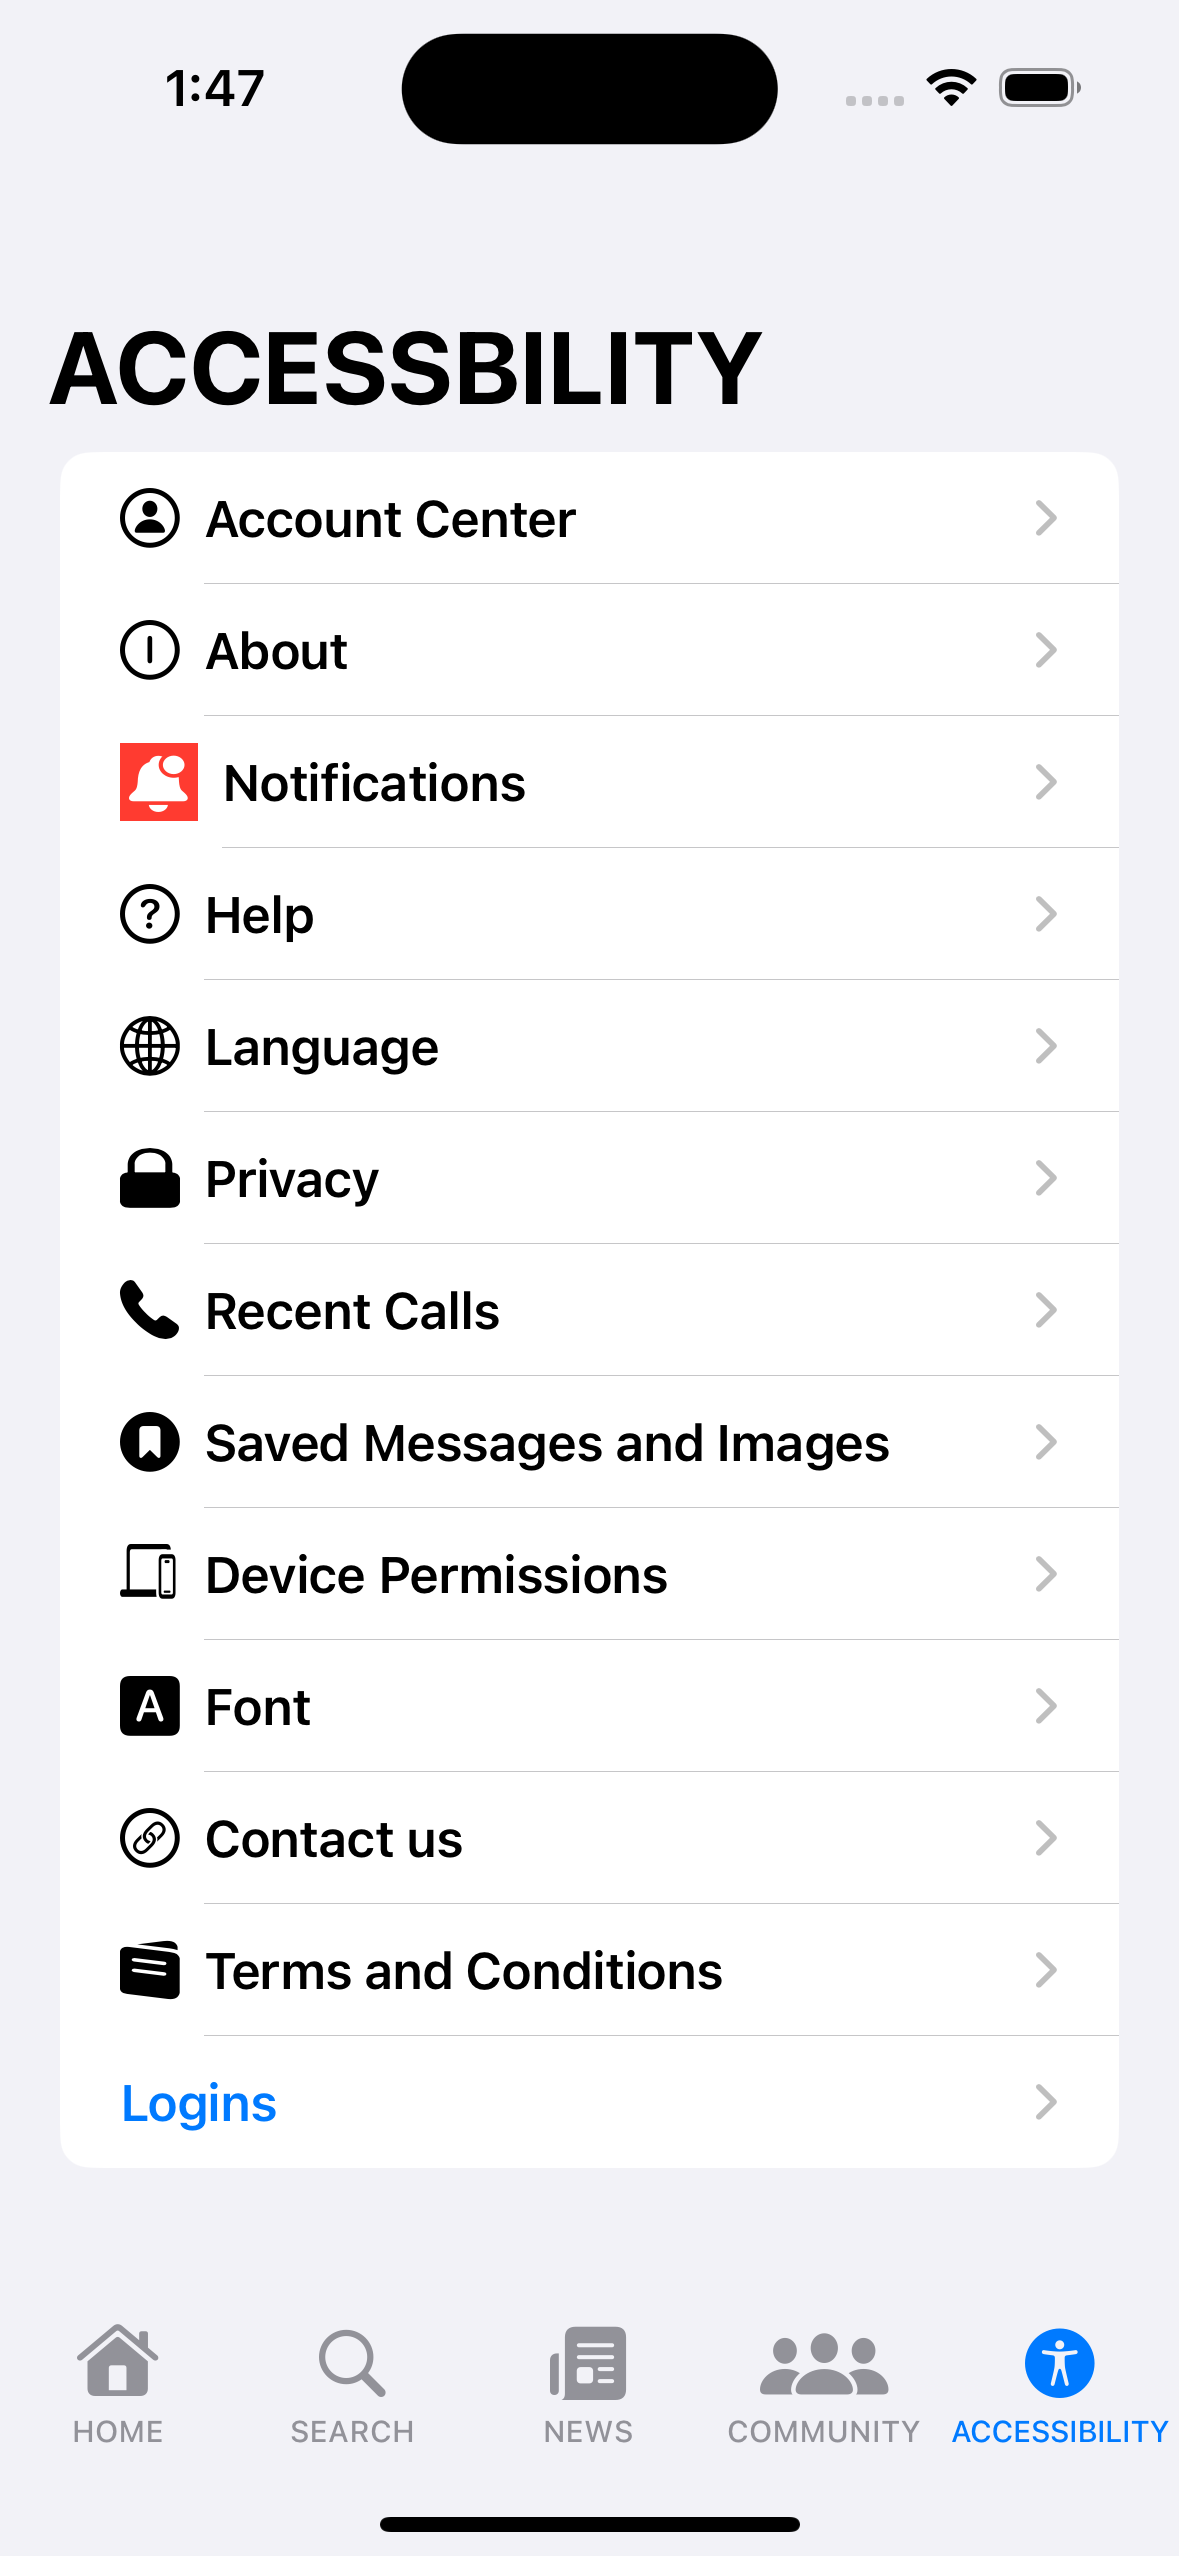 1:47
ACCESSBILITY
Account Center
About
Notifications
Help
Language
Privacy
Recent Calls
Saved Messages and Images
Device Permissions
Font
Contact us
Terms and Conditions
Logins
HOME SEARCH NEWS COMMUNITY ACCESSIBILITY